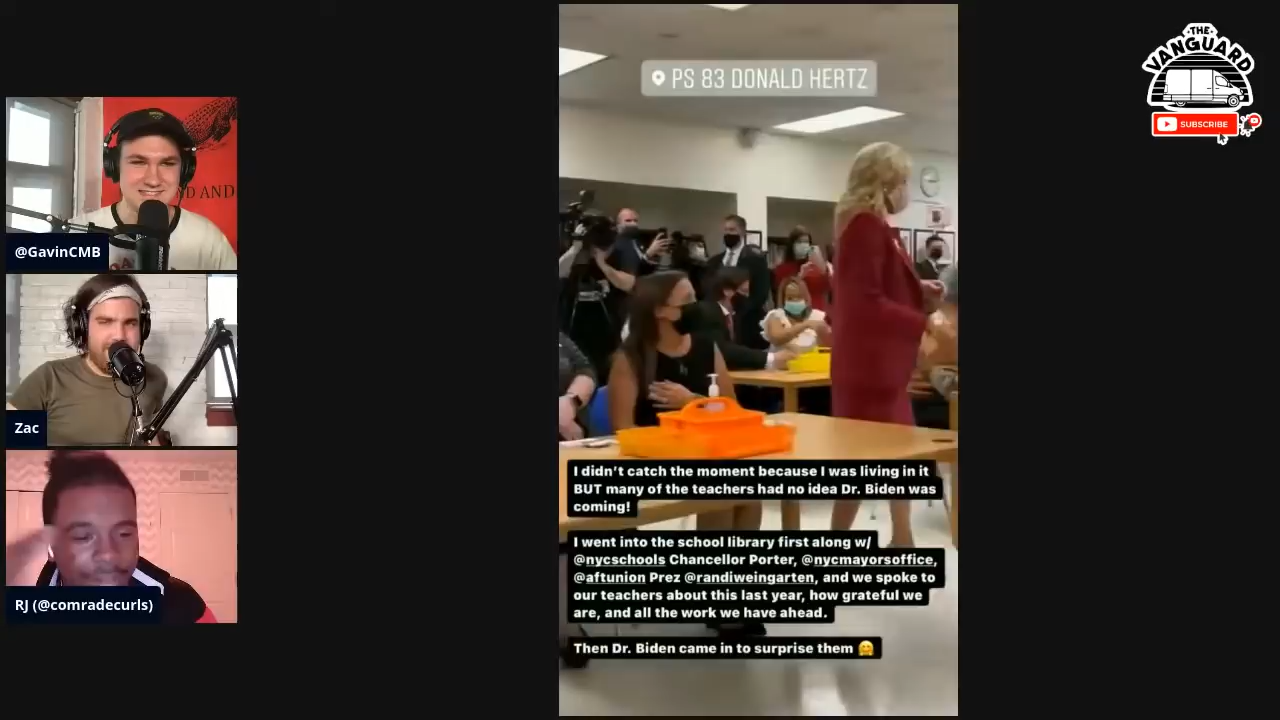 ·THE·
VANGUARD
SUBSCRIBE
PS 83 DONALD HERTZ
@GavinCMB
Zac
RJ (@comradecurls)
I didn't catch the moment because I was living in it
BUT many of the teachers had no idea Dr. Biden was
coming!
I went into the school library first along w/
@nycschools Chancellor Porter, @nycmayorsoffice,
@aftunion Prez @randiweingarten, and we spoke to
our teachers about this last year, how grateful we
are, and all the work we have ahead.
Then Dr. Biden came in to surprise them 🤗